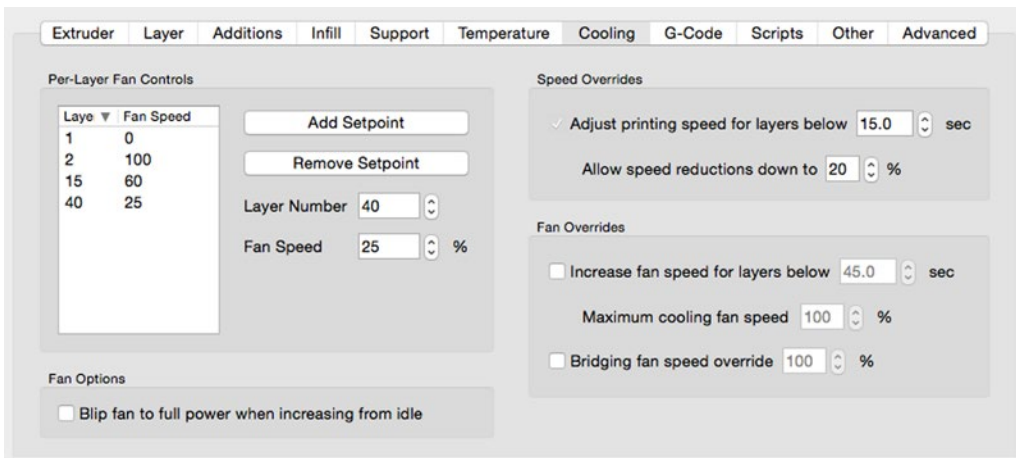 Extruder Layer Additions Infill Support Temperature Cooling G-Code Scripts Other Advanced
Per-Layer Fan Controls
Laye Fan Speed
1 0
2 100
15 60
40 25
Add Setpoint
Remove Setpoint
Layer Number 40
Fan Speed 25 %
Fan Options
Blip fan to full power when increasing from idle
Speed Overrides
Adjust printing speed for layers below 15.0 sec
Allow speed reductions down to 20 %
Fan Overrides
Increase fan speed for layers below 45.0 sec
Maximum cooling fan speed 100 %
Bridging fan speed override 100 %